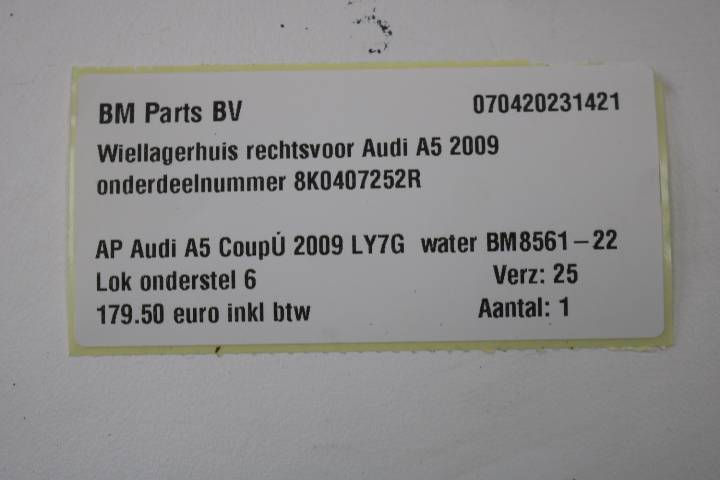 BM Parts BV 070420231421
Wiellagerhuis rechtsvoor Audi A5 2009
onderdeelnummer 8K0407252R
AP Audi A5 CoupÚ 2009 LY7G water BM8561-22
Lok onderstel 6 Verz: 25
179.50 euro inkl btw Aantal: 1